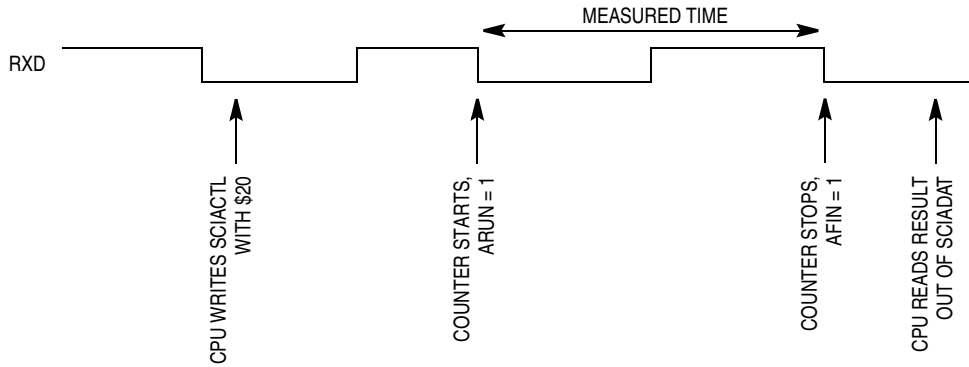 MEASURED TIME
RXD
CPU WRITES SCIACTL
WITH $20
COUNTER STARTS,
ARUN = 1
COUNTER STOPS,
AFIN = 1
CPU READS RESULT
OUT OF SCIADAT